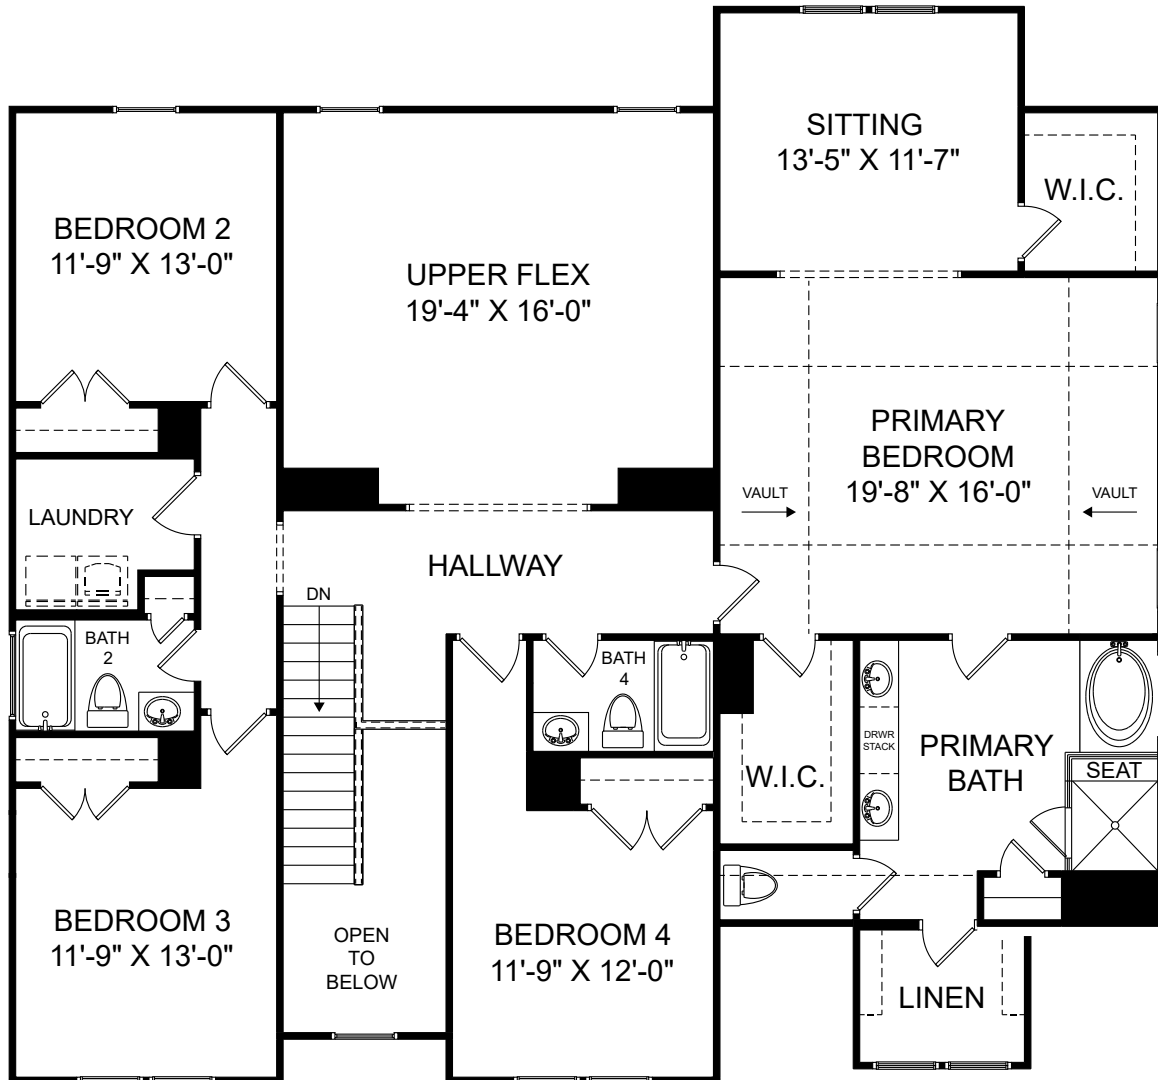 SITTING
13'-5" X 11'-7"
W.I.C.
BEDROOM 2
11'-9" X 13'-0"
UPPER FLEX
19'-4" X 16'-0"
PRIMARY
BEDROOM
19'-8" X 16'-0"
VAULT
VAULT
LAUNDRY
HALLWAY
DN
BATH
2
BATH
4
DRWR
STACK
PRIMARY
BATH
SEAT
W.I.C.
BEDROOM 3
11'-9" X 13'-0"
OPEN
TO
BELOW
BEDROOM 4
11'-9" X 12'-0"
LINEN